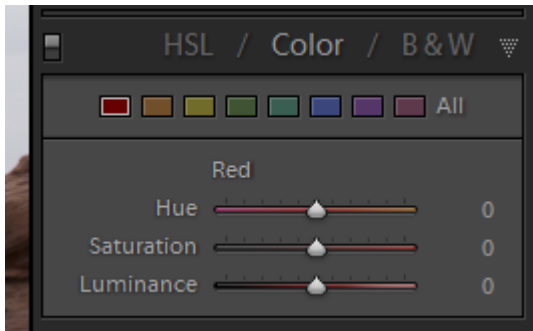 HSL / Color / B & W
All
Red
Hue 0
Saturation 0
Luminance 0